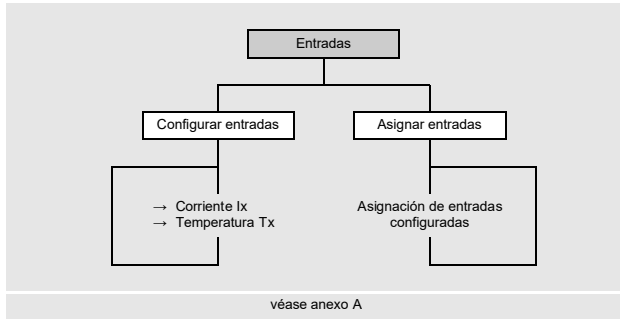 Entradas
Configurar entradas
Asignar entradas
→ Corriente Ix
→ Temperatura Tx
Asignación de entradas
configuradas
véase anexo A